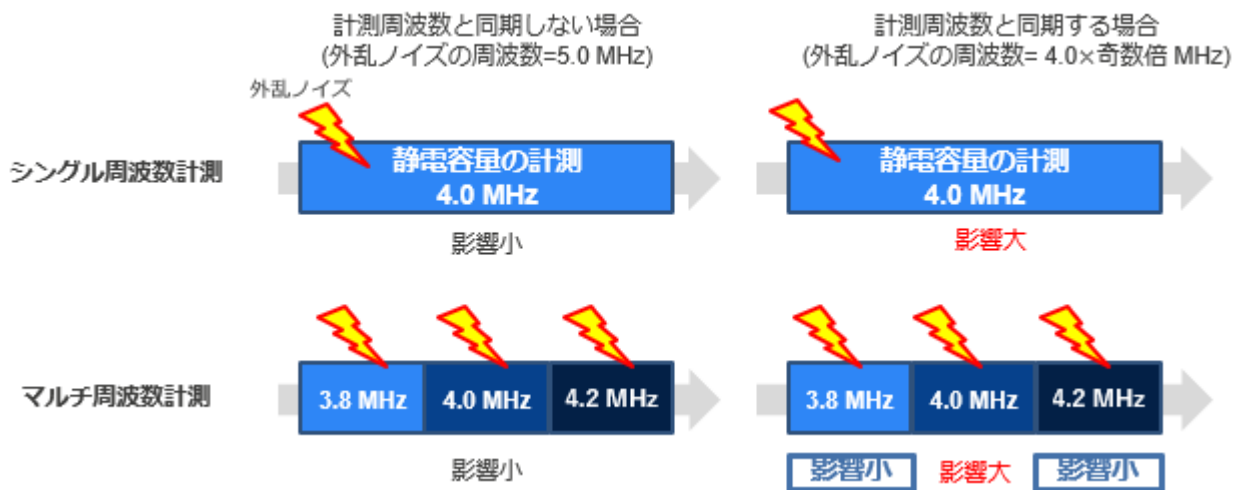 計測周波数と同期しない場合
(外乱ノイズの周波数=5.0 MHz)
計測周波数と同期する場合
(外乱ノイズの周波数= 4.0×奇数倍 MHz)
外乱ノイズ
シングル周波数計測
静電容量の計測
4.0 MHz
静電容量の計測
4.0 MHz
影響小
影響大
マルチ周波数計測
3.8 MHz
4.0 MHz
4.2 MHz
3.8 MHz
4.0 MHz
4.2 MHz
影響小
影響小
影響大
影響小